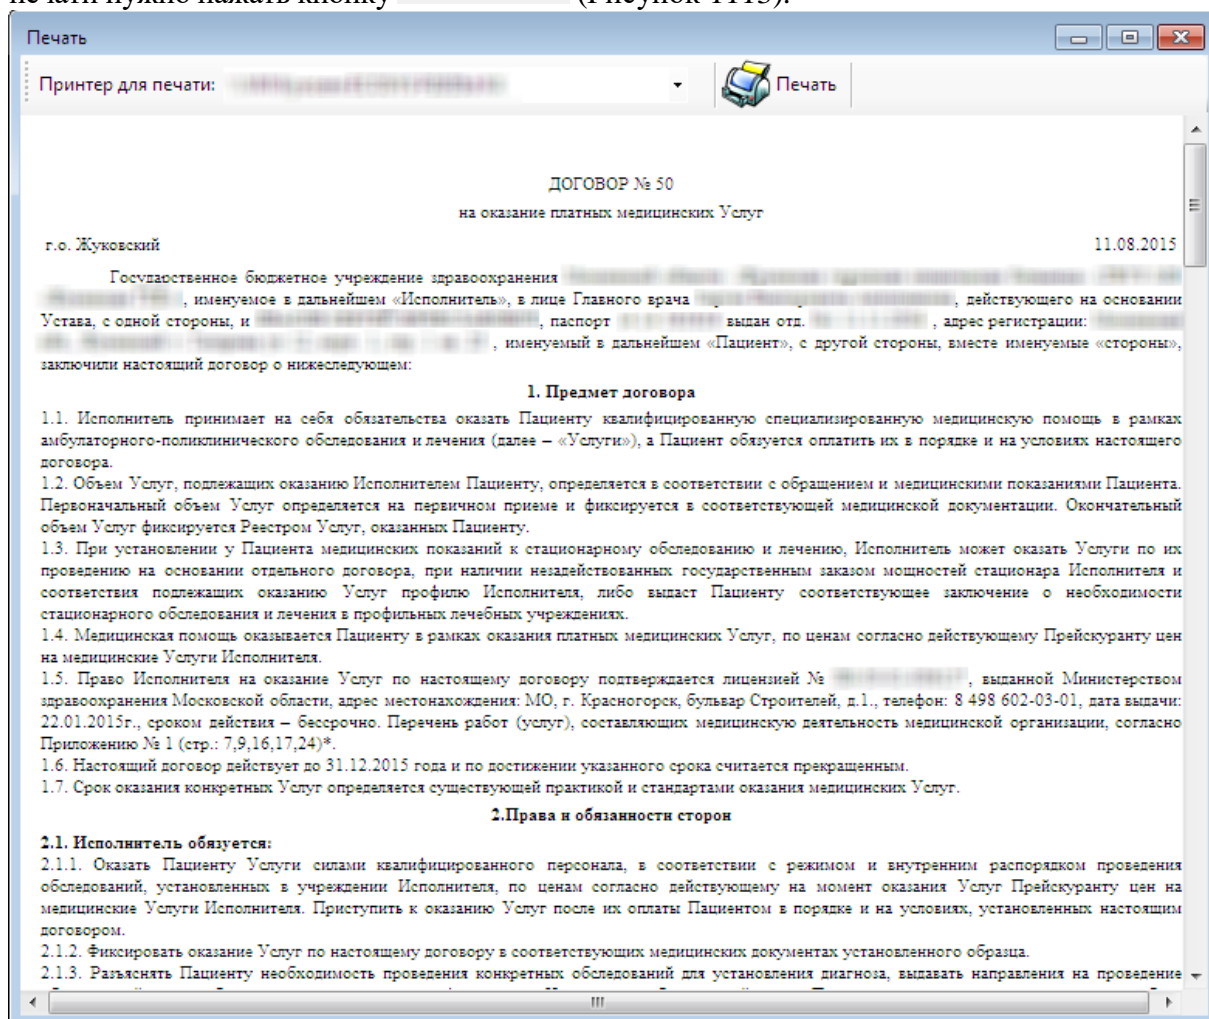 печати нужно нажать кнопку (Рисунок 1113).
Печать
Принтер для печати:
Печать
ДОГОВОР № 50
на оказание платных медицинских Услуг
г.о. Жуковский 11.08.2015
Государственное бюджетное учреждение здравоохранения
, именуемое в дальнейшем «Исполнитель», в лице Главного врача , действующего на основании
Устава, с одной стороны, и , паспорт выдан отд. , адрес регистрации:
, именуемый в дальнейшем «Пациент», с другой стороны, вместе именуемые «стороны»,
заключили настоящий договор о нижеследующем:
1. Предмет договора
1.1. Исполнитель принимает на себя обязательства оказать Пациенту квалифицированную специализированную медицинскую помощь в рамках
амбулаторного-поликлинического обследования и лечения (далее – «Услуги»), а Пациент обязуется оплатить их в порядке и на условиях настоящего
договора.
1.2. Объем Услуг, подлежащих оказанию Исполнителем Пациенту, определяется в соответствии с обращением и медицинскими показаниями Пациента.
Первоначальный объем Услуг определяется на первичном приеме и фиксируется в соответствующей медицинской документации. Окончательный
объем Услуг фиксируется Реестром Услуг, оказанных Пациенту.
1.3. При установлении у Пациента медицинских показаний к стационарному обследованию и лечению, Исполнитель может оказать Услуги по их
проведению на основании отдельного договора, при наличии незадействованных государственным заказом мощностей стационара Исполнителя и
соответствия подлежащих оказанию Услуг профилю Исполнителя, либо выдаст Пациенту соответствующее заключение о необходимости
стационарного обследования и лечения в профильных лечебных учреждениях.
1.4. Медицинская помощь оказывается Пациенту в рамках оказания платных медицинских Услуг, по ценам согласно действующему Прейскуранту цен
на медицинские Услуги Исполнителя.
1.5. Право Исполнителя на оказание Услуг по настоящему договору подтверждается лицензией № , выданной Министерством
здравоохранения Московской области, адрес местонахождения: МО, г. Красногорск, бульвар Строителей, д.1., телефон: 8 498 602-03-01, дата выдачи:
22.01.2015г., сроком действия – бессрочно. Перечень работ (услуг), составляющих медицинскую деятельность медицинской организации, согласно
Приложению № 1 (стр.: 7,9,16,17,24)*.
1.6. Настоящий договор действует до 31.12.2015 года и по достижении указанного срока считается прекращенным.
1.7. Срок оказания конкретных Услуг определяется существующей практикой и стандартами оказания медицинских Услуг.
2.Права и обязанности сторон
2.1. Исполнитель обязуется:
2.1.1. Оказать Пациенту Услуги силами квалифицированного персонала, в соответствии с режимом и внутренним распорядком проведения
обследований, установленных в учреждении Исполнителя, по ценам согласно действующему на момент оказания Услуг Прейскуранту цен на
медицинские Услуги Исполнителя. Приступить к оказанию Услуг после их оплаты Пациентом в порядке и на условиях, установленных настоящим
договором.
2.1.2. Фиксировать оказание Услуг по настоящему договору в соответствующих медицинских документах установленного образца.
2.1.3. Разъяснять Пациенту необходимость проведения конкретных обследований для установления диагноза, выдавать направления на проведение